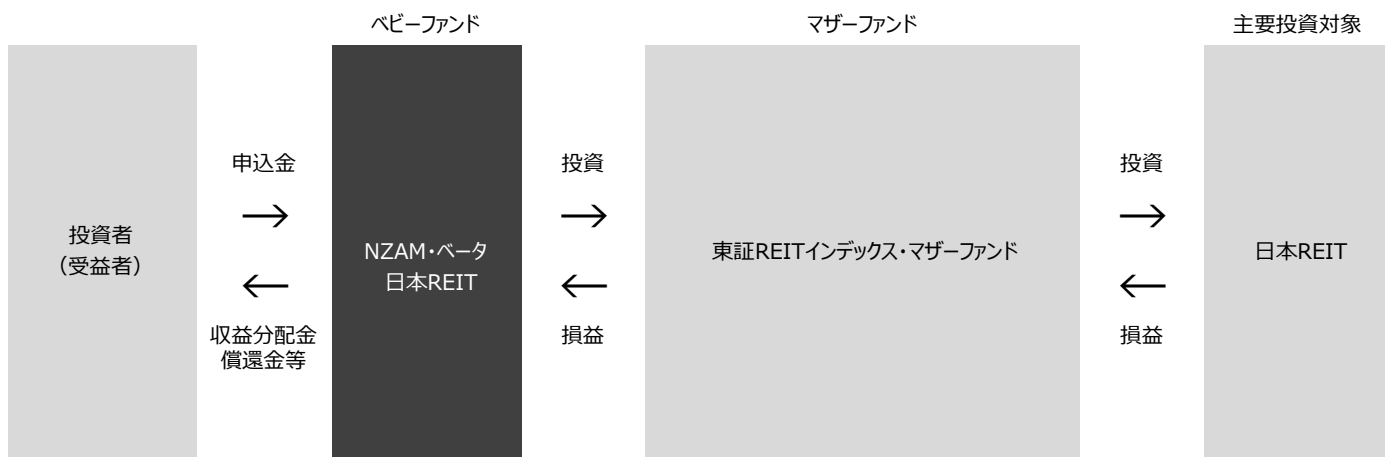 ベビーファンド
マザーファンド
主要投資対象
投資者
（受益者）
申込金
→
←
収益分配金
償還金等
NZAM・ベータ
日本REIT
投資
→
←
損益
東証REITインデックス・マザーファンド
投資
→
←
損益
日本REIT